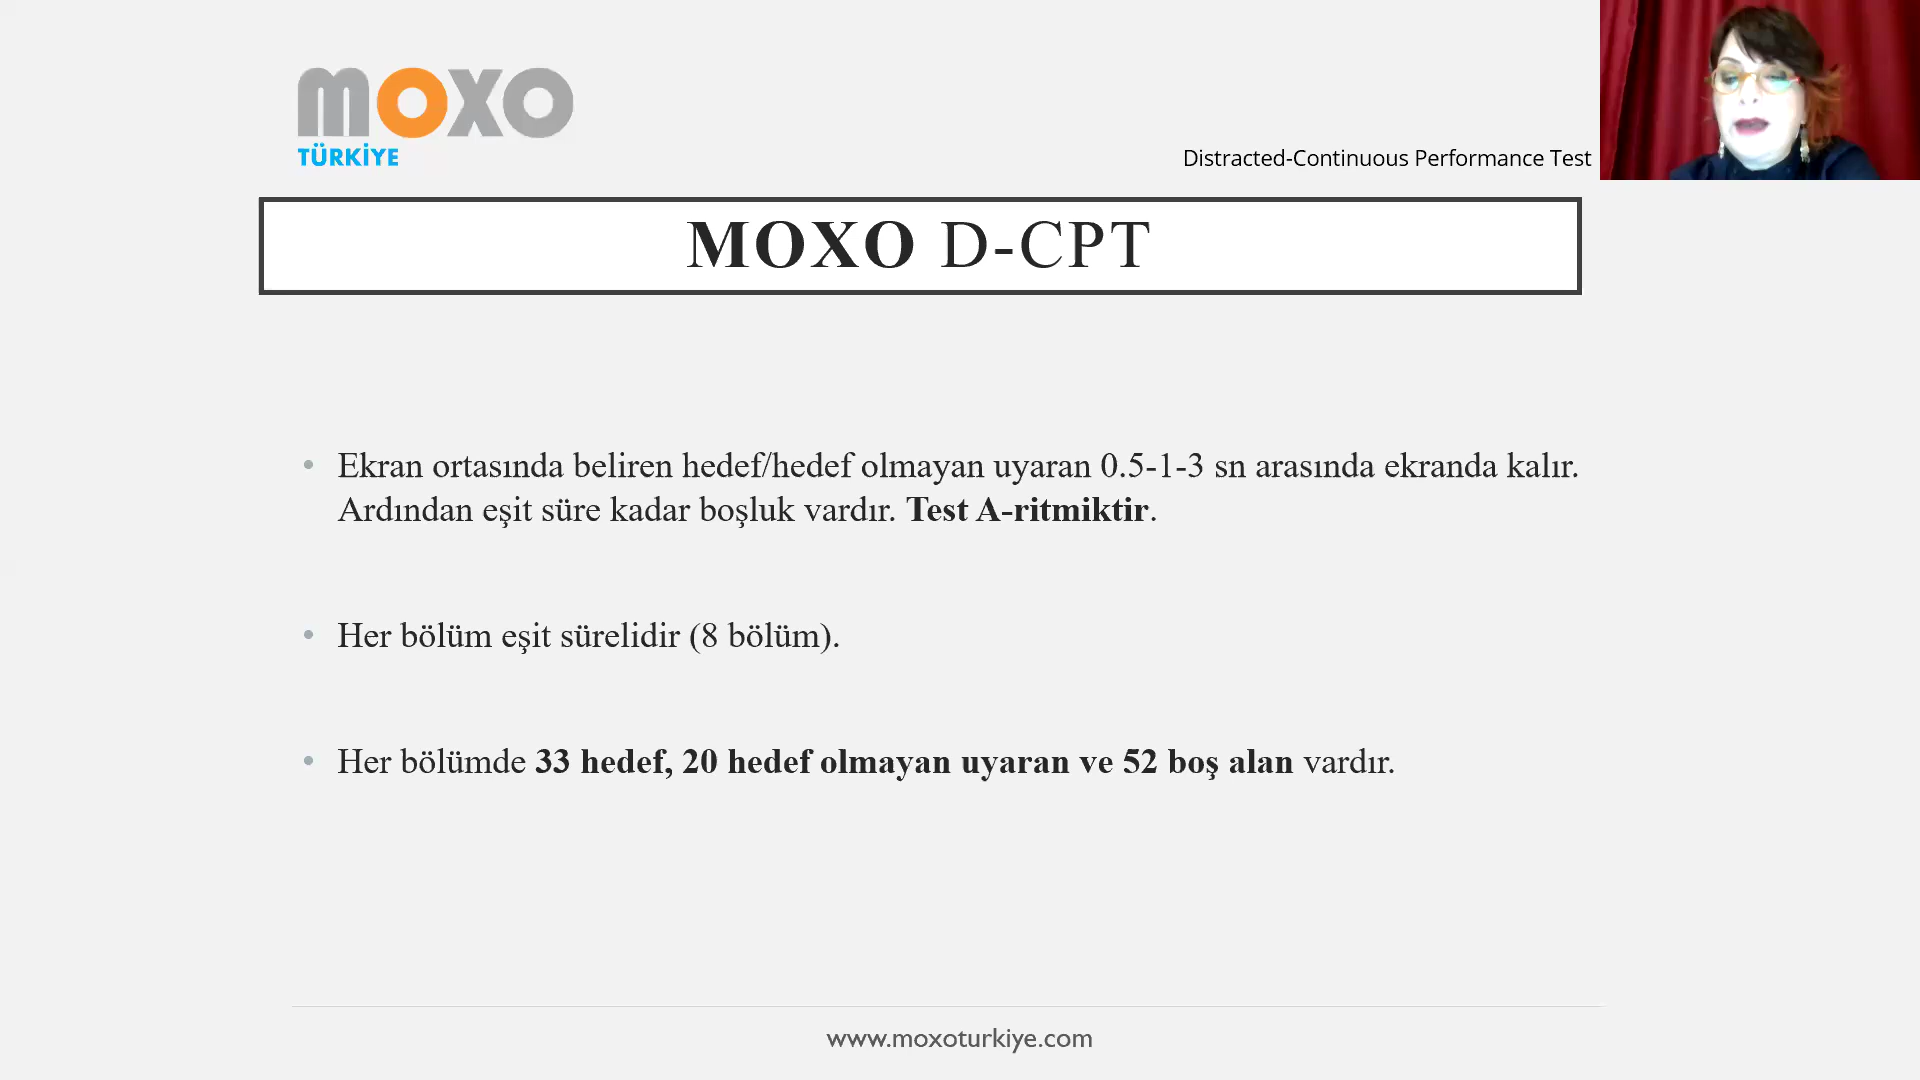 moxo
TÜRKİYE
Distracted-Continuous Performance Test
MOXO D-CPT
• Ekran ortasında beliren hedef/hedef olmayan uyaran 0.5-1-3 sn arasında ekranda kalır.
Ardından eşit süre kadar boşluk vardır. Test A-ritmiktir.
• Her bölüm eşit sürelidir (8 bölüm).
• Her bölümde 33 hedef, 20 hedef olmayan uyaran ve 52 boş alan vardır.
www.moxoturkiye.com